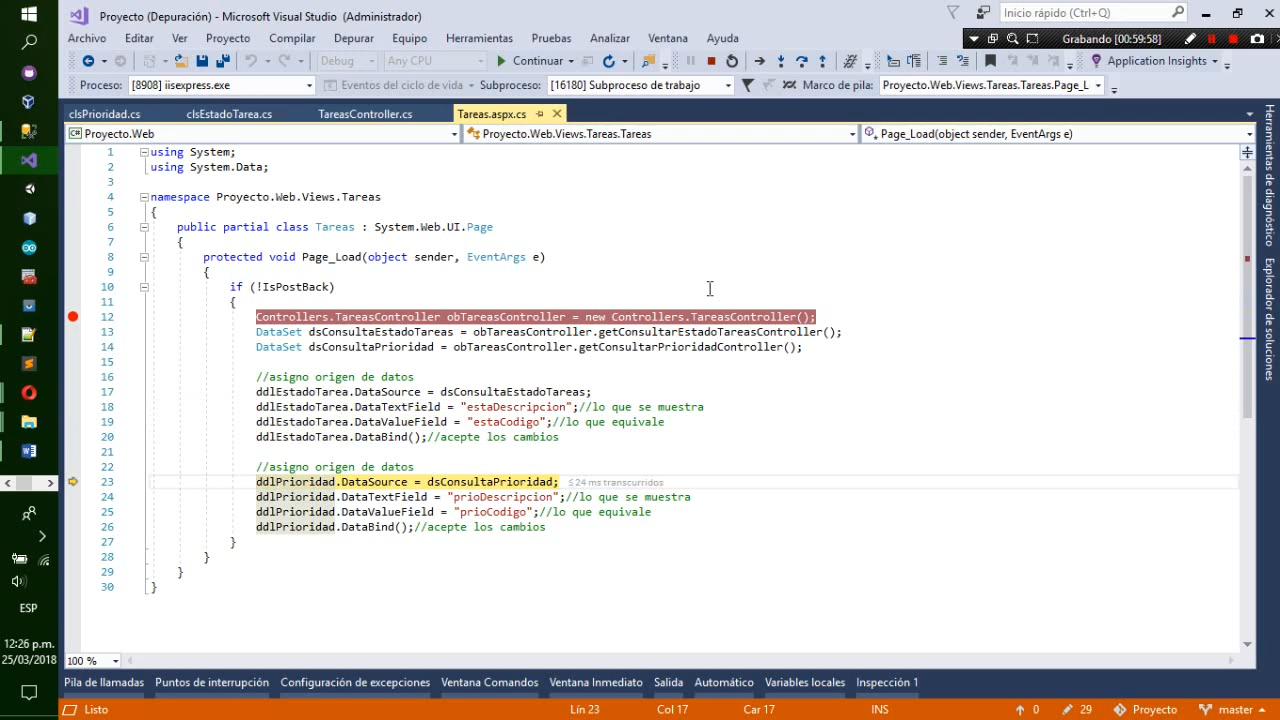 Proyecto (Depuración) - Microsoft Visual Studio (Administrador)
Inicio rápido (Ctrl+Q)
Archivo Editar Ver Proyecto Compilar Depurar Equipo Herramientas Pruebas Analizar Ventana Ayuda
Grabando (00:59:58)
Debug Any CPU Continuar Application Insights
Proceso: [8908] iisexpress.exe Eventos del ciclo de vida Subproceso: [16180] Subproceso de trabajo Marco de pila: Proyecto.Web.Views.Tareas.Tareas.Page_L
clsPrioridad.cs clsEstadoTarea.cs TareasController.cs Tareas.aspx.cs
Proyecto.Web Proyecto.Web.Views.Tareas.Tareas Page_Load(object sender, EventArgs e)
1 using System;
2 using System.Data;
3
4 namespace Proyecto.Web.Views.Tareas
5 {
6 public partial class Tareas : System.Web.UI.Page
7 {
8 protected void Page_Load(object sender, EventArgs e)
9 {
10 if (!IsPostBack)
11 {
12 Controllers.TareasController obTareasController = new Controllers.TareasController();
13 DataSet dsConsultaEstadoTareas = obTareasController.getConsultarEstadoTareasController();
14 DataSet dsConsultaPrioridad = obTareasController.getConsultarPrioridadController();
15
16 //asigno origen de datos
17 ddlEstadoTarea.DataSource = dsConsultaEstadoTareas;
18 ddlEstadoTarea.DataTextField = "estaDescripcion";//lo que se muestra
19 ddlEstadoTarea.DataValueField = "estaCodigo";//lo que equivale
20 ddlEstadoTarea.DataBind();//acepte los cambios
21
22 //asigno origen de datos
23 ddlPrioridad.DataSource = dsConsultaPrioridad; ≤24 ms transcurridos
24 ddlPrioridad.DataTextField = "prioDescripcion";//lo que se muestra
25 ddlPrioridad.DataValueField = "prioCodigo";//lo que equivale
26 ddlPrioridad.DataBind();//acepte los cambios
27 }
28 }
29 }
30 }
Herramientas de diagnóstico
Explorador de soluciones
ESP
12:26 p.m.
25/03/2018
100 %
Pila de llamadas Puntos de interrupción Configuración de excepciones Ventana Comandos Ventana Inmediato Salida Automático Variables locales Inspección 1
Listo Lín 23 Col 17 Car 17 INS 0 29 Proyecto master